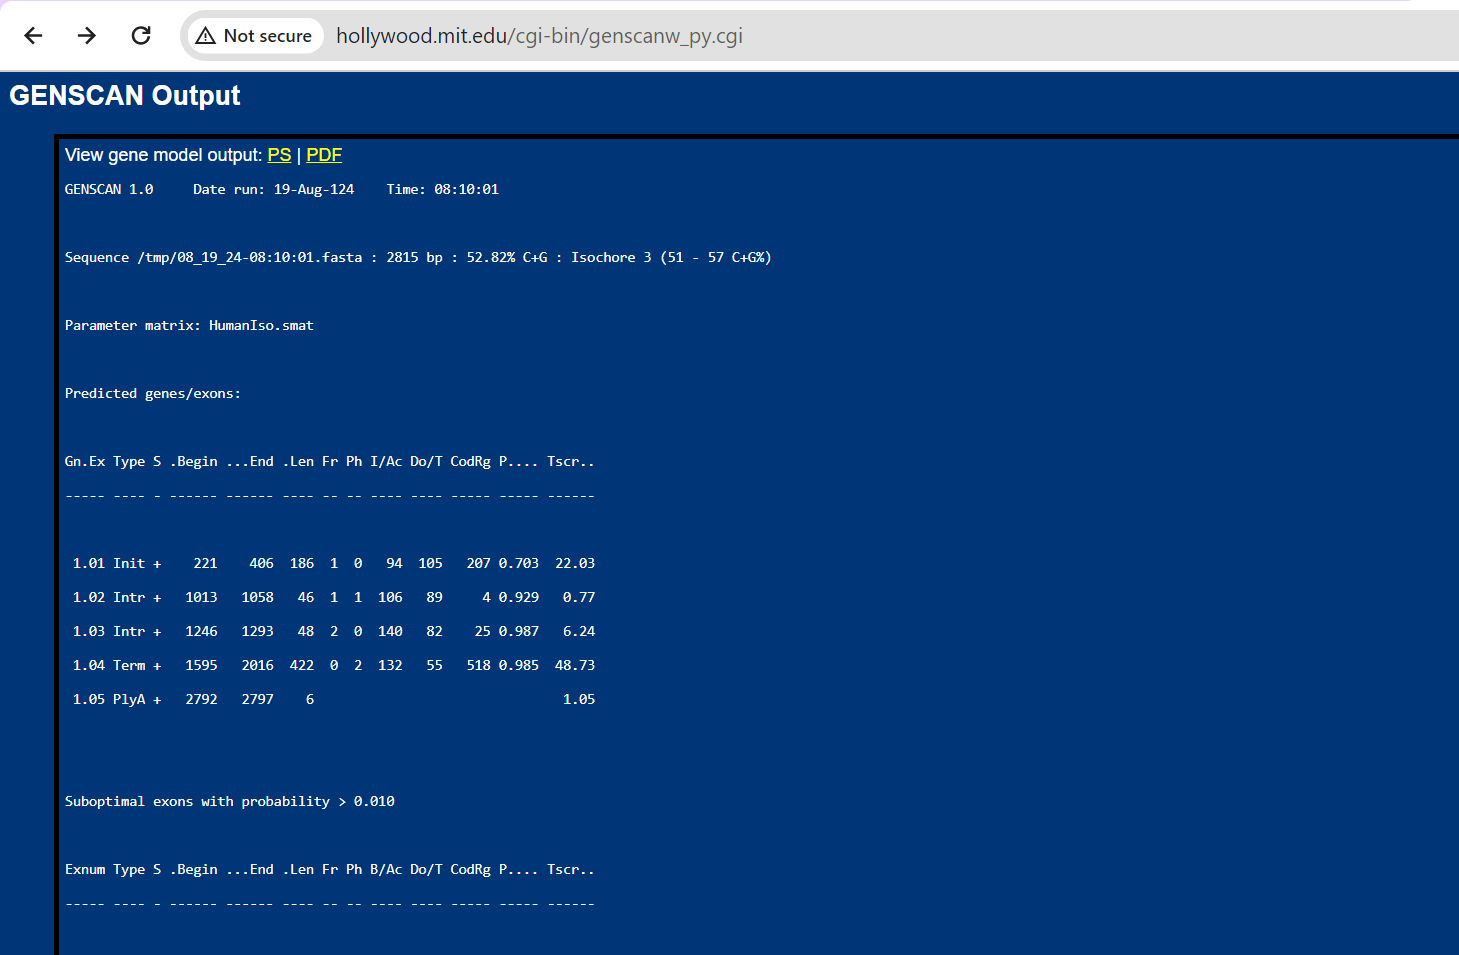 Not secure hollywood.mit.edu/cgi-bin/genscanw_py.cgi
GENSCAN Output
View gene model output: PS | PDF
GENSCAN 1.0 Date run: 19-Aug-124 Time: 08:10:01
Sequence /tmp/08_19_24-08:10:01.fasta : 2815 bp : 52.82% C+G : Isochore 3 (51 - 57 C+G%)
Parameter matrix: HumanIso.smat
Predicted genes/exons:
Gn.Ex Type S .Begin ...End .Len Fr Ph I/Ac Do/T CodRg P.... Tscr..
----- ---- - ------ ------ ---- -- -- ---- ---- ----- ----- ------
1.01 Init + 221 406 186 1 0 94 105 207 0.703 22.03
1.02 Intr + 1013 1058 46 1 1 106 89 4 0.929 0.77
1.03 Intr + 1246 1293 48 2 0 140 82 25 0.987 6.24
1.04 Term + 1595 2016 422 0 2 132 55 518 0.985 48.73
1.05 PlyA + 2792 2797 6 1.05
Suboptimal exons with probability > 0.010
Exnum Type S .Begin ...End .Len Fr Ph B/Ac Do/T CodRg P.... Tscr..
----- ---- - ------ ------ ---- -- -- ---- ---- ----- ----- ------